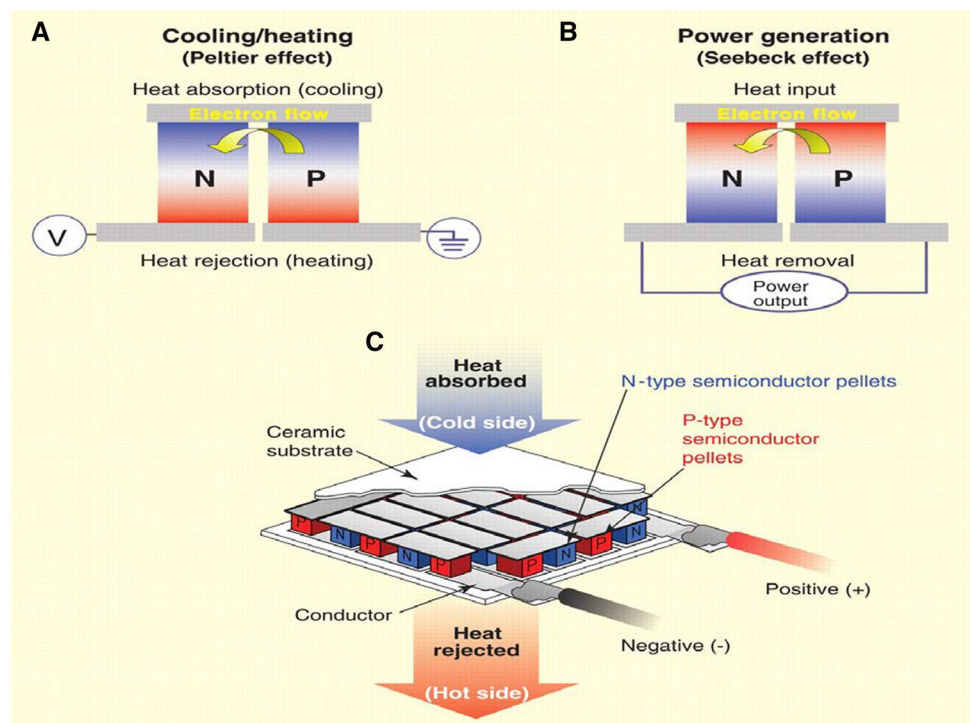 A
Cooling/heating
(Peltier effect)
Heat absorption (cooling)
Electron flow
N
P
V
Heat rejection (heating)
B
Power generation
(Seebeck effect)
Heat input
Electron flow
N
P
Heat removal
Power
output
C
Heat
absorbed
(Cold side)
N-type semiconductor pellets
P-type
semiconductor
pellets
Ceramic
substrate
P
N
P
N
P
P
N
P
N
N
Conductor
Positive (+)
Negative (-)
Heat
rejected
(Hot side)